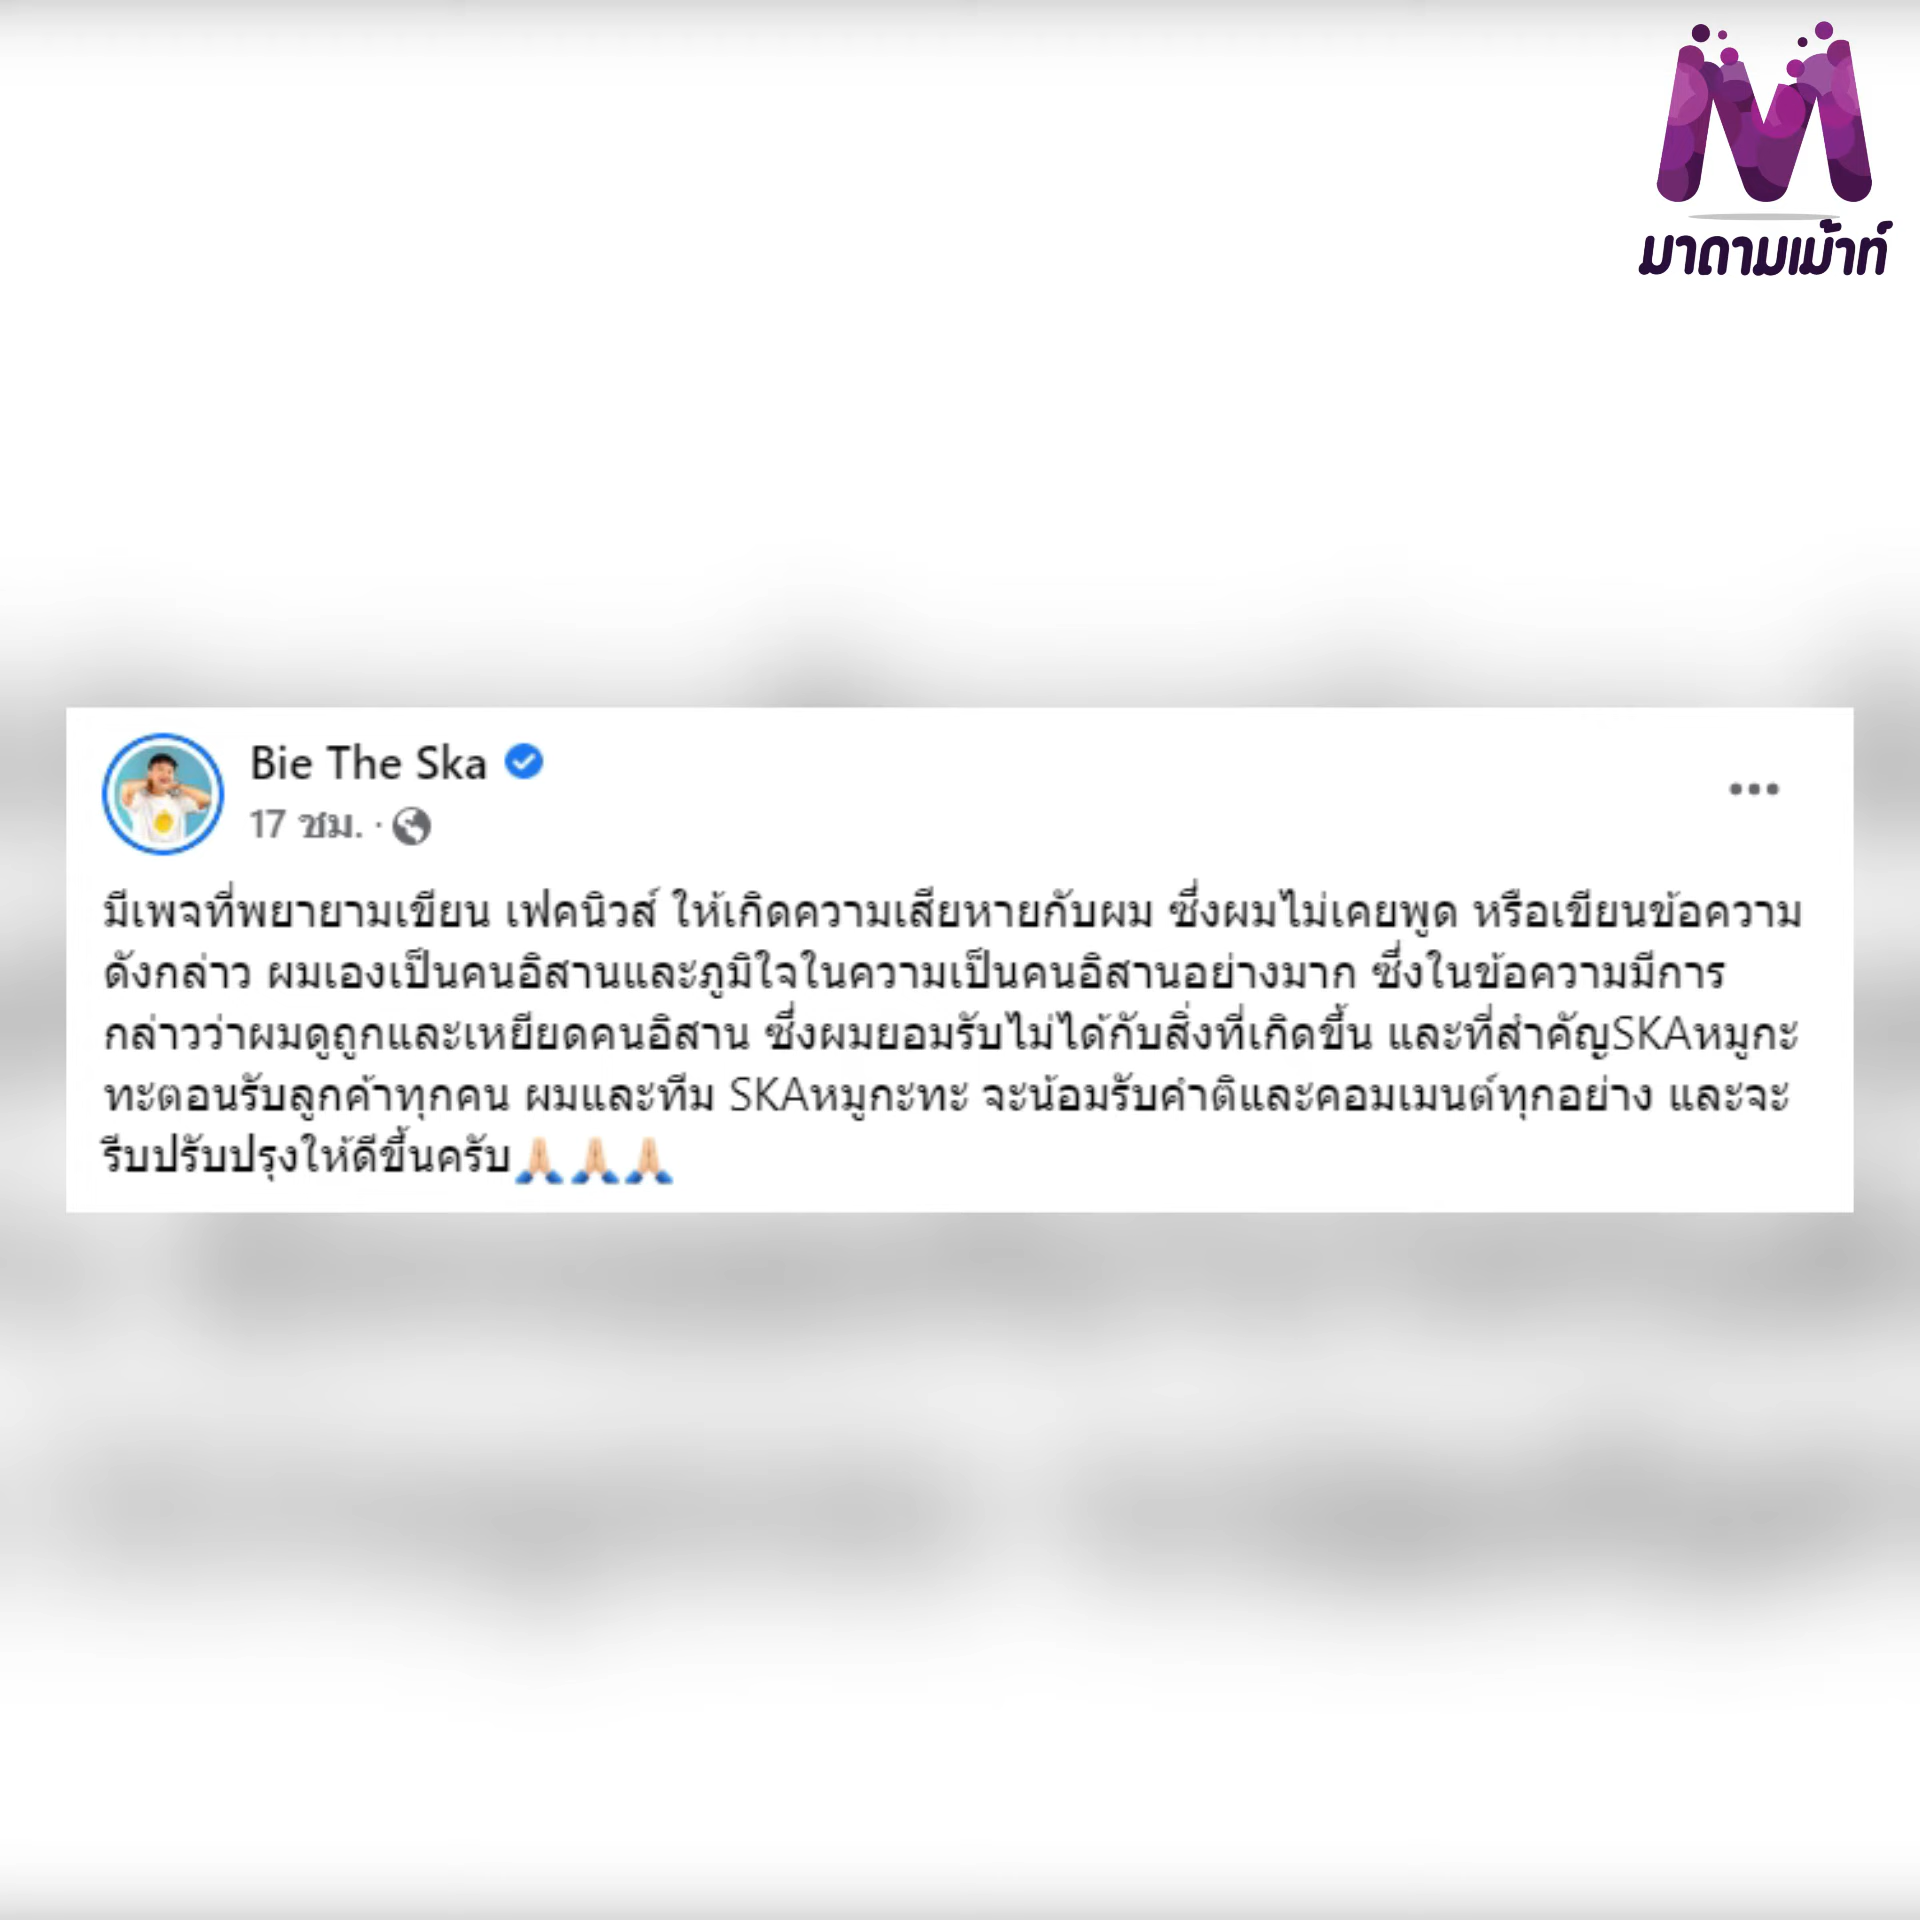 มาดามเม้าท์
Bie The Ska
17 ชม. ·
มีเพจที่พยายามเขียน เฟคนิวส์ ให้เกิดความเสียหายกับผม ซึ่งผมไม่เคยพูด หรือเขียนข้อความ
ดังกล่าว ผมเองเป็นคนอิสานและภูมิใจในความเป็นคนอิสานอย่างมาก ซึ่งในข้อความมีการ
กล่าวว่าผมดูถูกและเหยียดคนอิสาน ซึ่งผมยอมรับไม่ได้กับสิ่งที่เกิดขึ้น และที่สำคัญSKAหมูกะ
ทะตอนรับลูกค้าทุกคน ผมและทีม SKAหมูกะทะ จะน้อมรับคำติและคอมเมนต์ทุกอย่าง และจะ
รีบปรับปรุงให้ดีขึ้นครับ🙏🏻🙏🏻🙏🏻